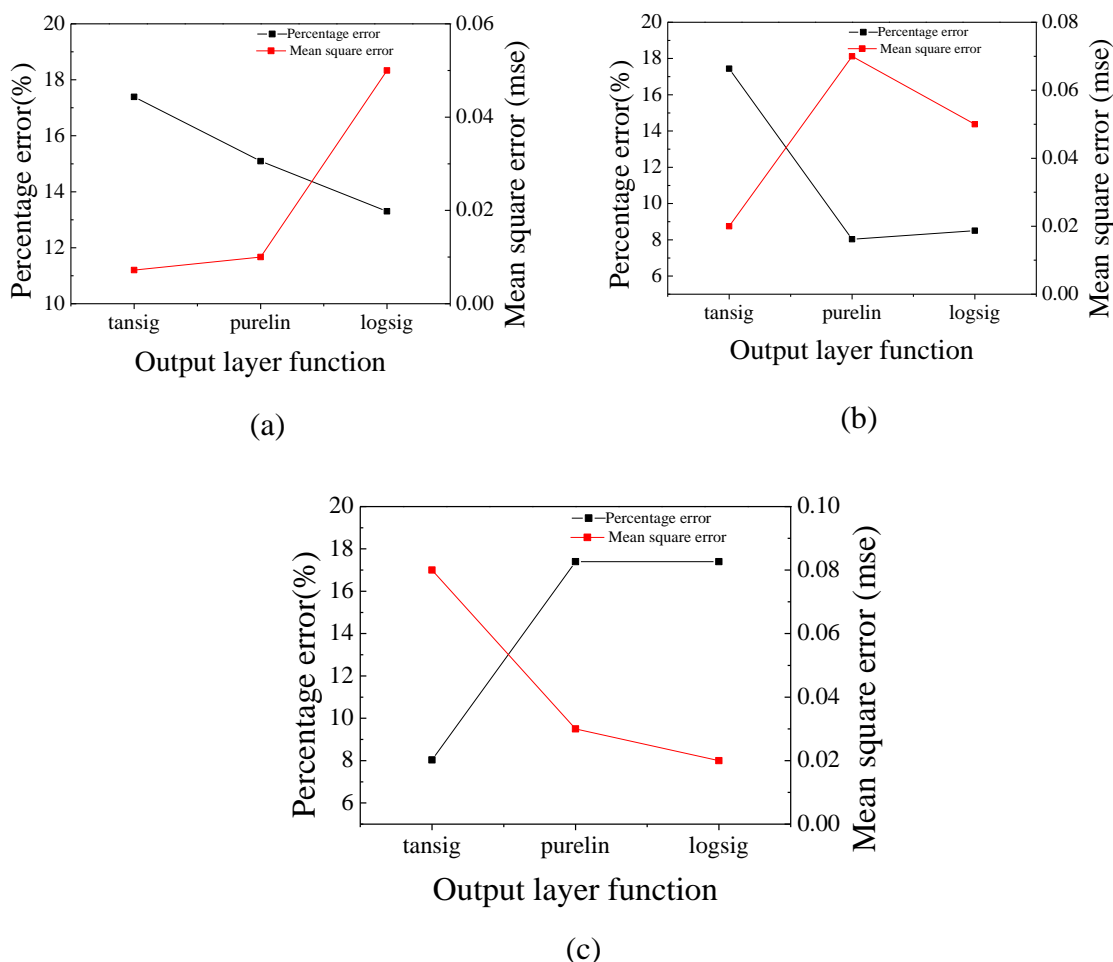 20
18
16
14
12
10
Percentage error(%)
Percentage error
Mean square error
0.06
0.04
0.02
0.00
Mean square error (mse)
tansig purelin logsig
Output layer function
(a)
20
18
16
14
12
10
8
6
Percentage error(%)
Percentage error
Mean square error
0.08
0.06
0.04
0.02
0.00
Mean square error (mse)
tansig purelin logsig
Output layer function
(b)
20
18
16
14
12
10
8
6
Percentage error(%)
Percentage error
Mean square error
0.10
0.08
0.06
0.04
0.02
0.00
Mean square error (mse)
tansig purelin logsig
Output layer function
(c)